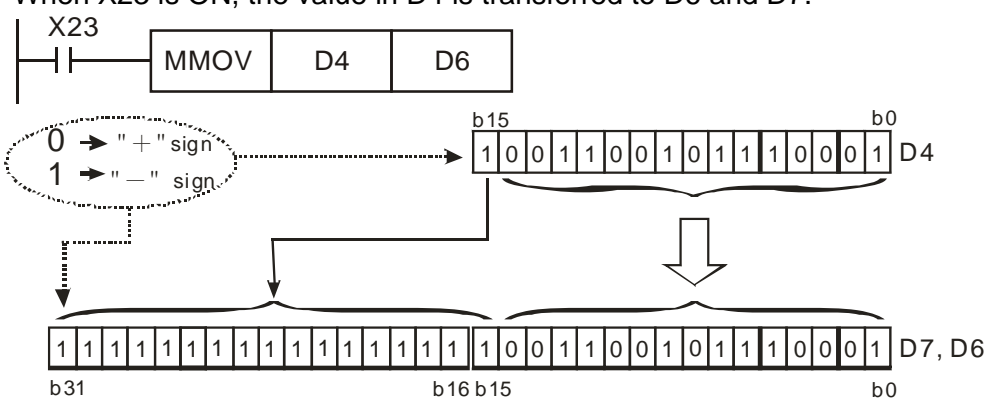 When X23 is ON, the value in D4 is transferred to D6 and D7.
X23
MMOV D4 D6
b15 b0
0 → "+" sign
1 → "–" sign
1 0 0 1 1 0 0 1 0 1 1 1 0 0 0 1 D4
1 1 1 1 1 1 1 1 1 1 1 1 1 1 1 1 1 0 0 1 1 0 0 1 0 1 1 1 0 0 0 1 D7, D6
b31 b16 b15 b0